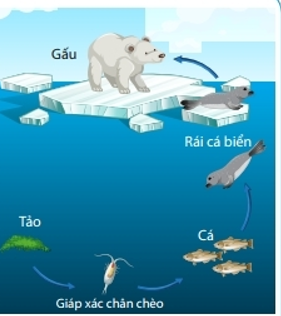 Gấu
Rái cá biển
Tảo
Cá
Giáp xác chân chèo